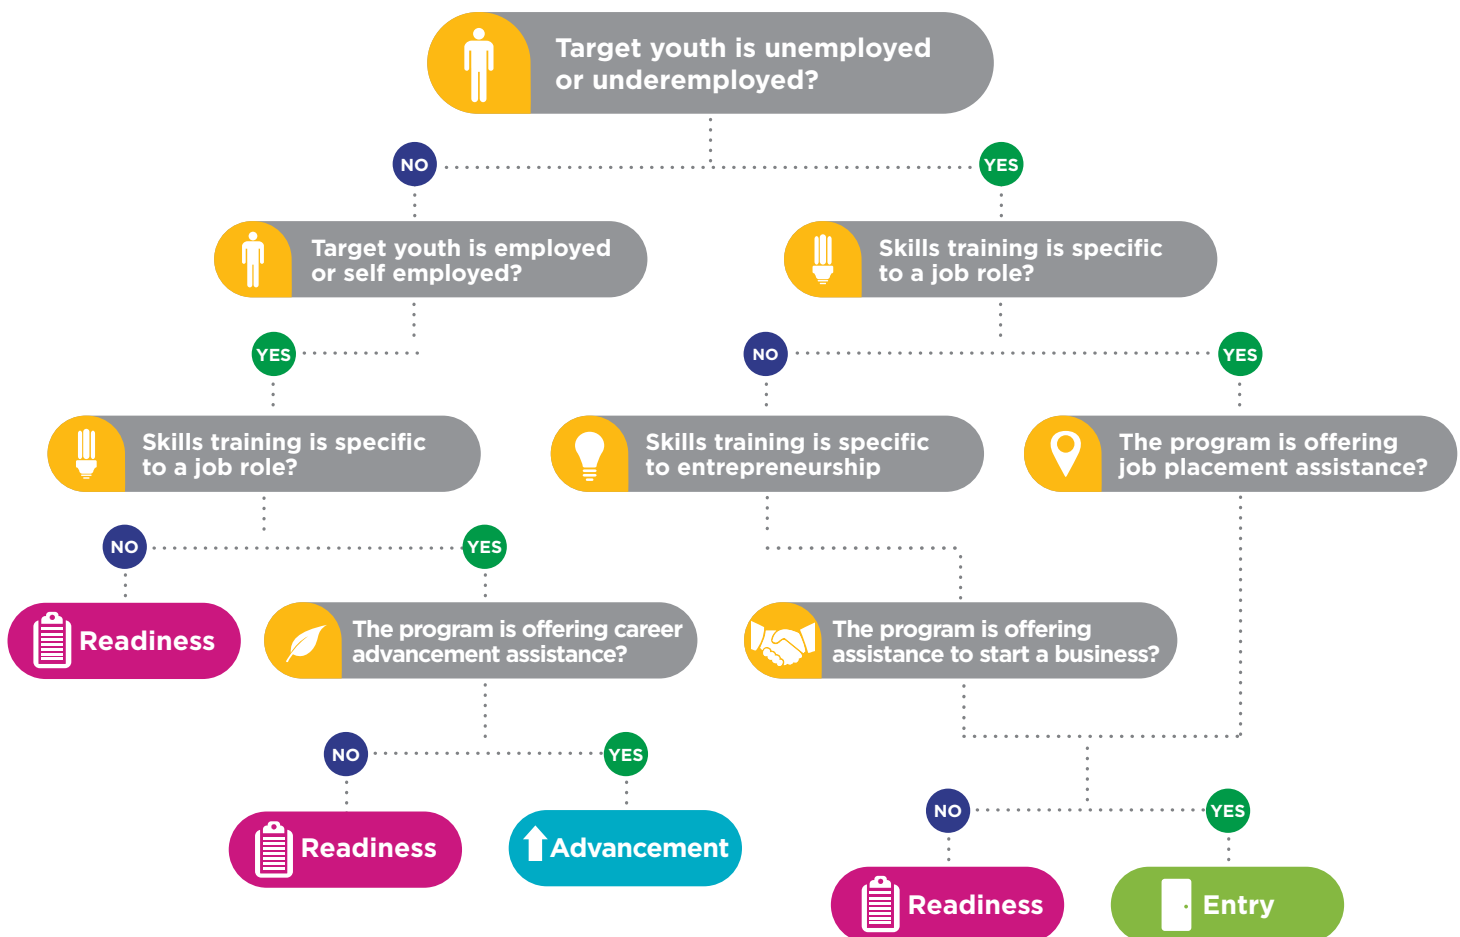 Target youth is unemployed
or underemployed?
NO
YES
Target youth is employed
or self employed?
Skills training is specific
to a job role?
YES
NO
YES
Skills training is specific
to a job role?
Skills training is specific
to entrepreneurship
The program is offering
job placement assistance?
NO
YES
Readiness
The program is offering career
advancement assistance?
The program is offering
assistance to start a business?
NO
YES
NO
YES
Readiness
Advancement
Readiness
Entry